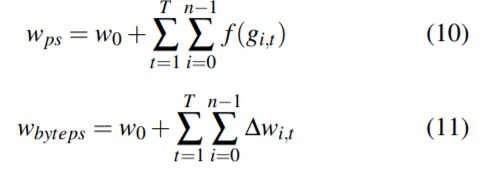 w_{ps} = w_0 + \sum_{t=1}^{T} \sum_{i=0}^{n-1} f(g_{i,t}) (10)
w_{byteps} = w_0 + \sum_{t=1}^{T} \sum_{i=0}^{n-1} \Delta w_{i,t} (11)